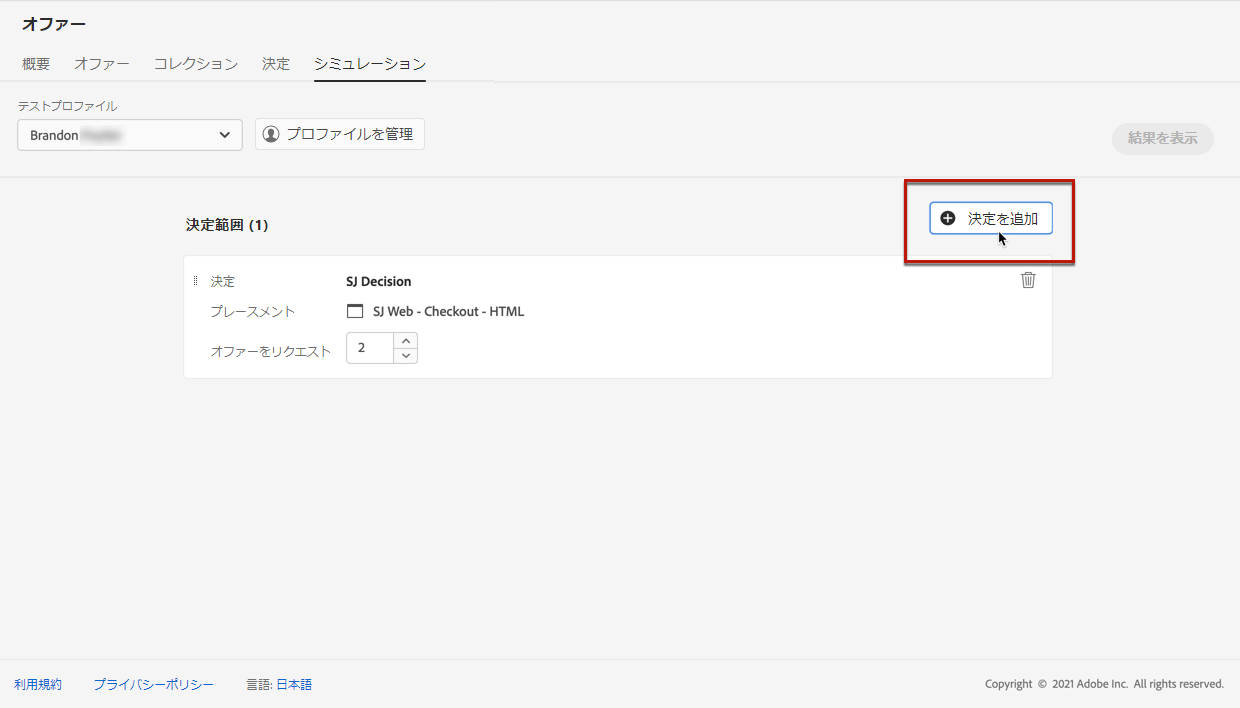 オファー
概要 オファー コレクション 決定 シミュレーション
テストプロファイル
Brandon
プロファイルを管理
結果を表示
決定範囲 (1)
決定を追加
決定 SJ Decision
プレースメント SJ Web - Checkout - HTML
オファーをリクエスト 2
利用規約 プライバシーポリシー 言語: 日本語
Copyright © 2021 Adobe Inc. All rights reserved.